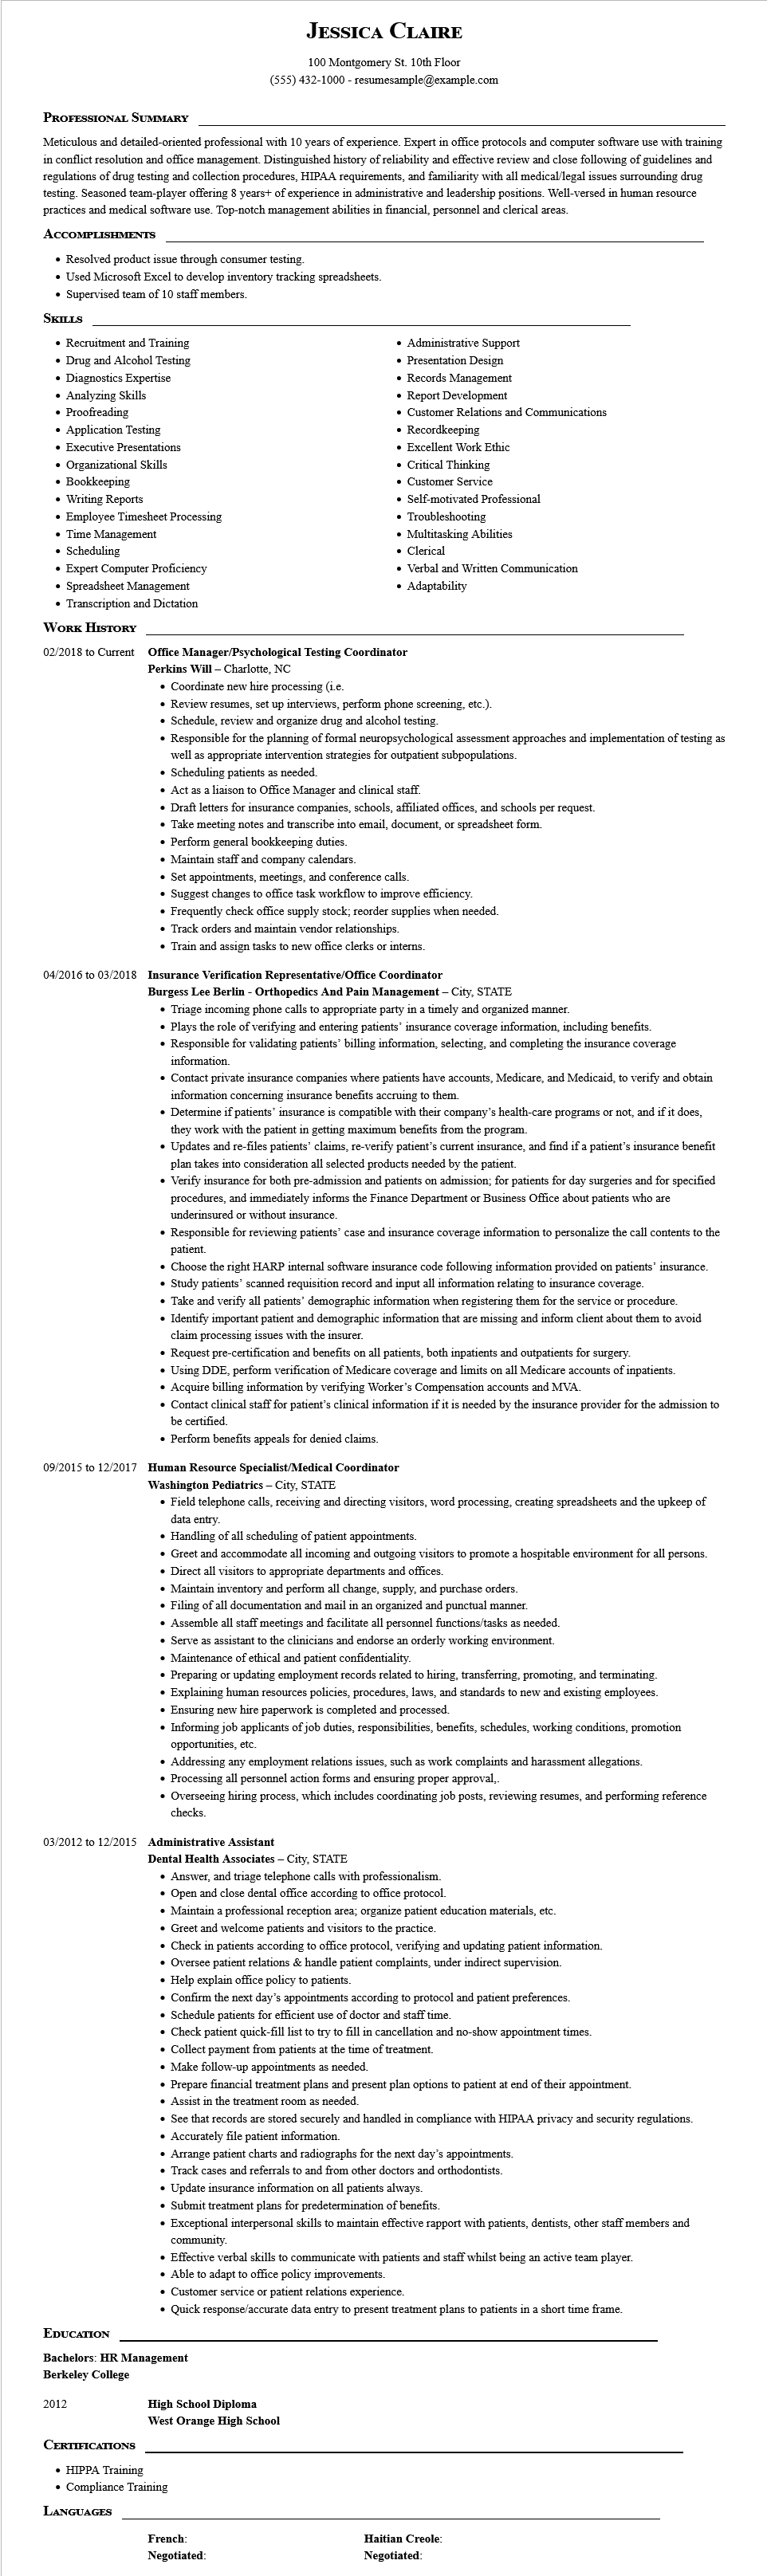 Jessica Claire
100 Montgomery St. 10th Floor
(555) 432-1000 - resumesample@example.com
Professional Summary
Meticulous and detailed-oriented professional with 10 years of experience. Expert in office protocols and computer software use with training
in conflict resolution and office management. Distinguished history of reliability and effective review and close following of guidelines and
regulations of drug testing and collection procedures, HIPAA requirements, and familiarity with all medical/legal issues surrounding drug
testing. Seasoned team-player offering 8 years+ of experience in administrative and leadership positions. Well-versed in human resource
practices and medical software use. Top-notch management abilities in financial, personnel and clerical areas.
Accomplishments
• Resolved product issue through consumer testing.
• Used Microsoft Excel to develop inventory tracking spreadsheets.
• Supervised team of 10 staff members.
Skills
• Recruitment and Training
• Drug and Alcohol Testing
• Diagnostics Expertise
• Analyzing Skills
• Proofreading
• Application Testing
• Executive Presentations
• Organizational Skills
• Bookkeeping
• Writing Reports
• Employee Timesheet Processing
• Time Management
• Scheduling
• Expert Computer Proficiency
• Spreadsheet Management
• Transcription and Dictation
• Administrative Support
• Presentation Design
• Records Management
• Report Development
• Customer Relations and Communications
• Recordkeeping
• Excellent Work Ethic
• Critical Thinking
• Customer Service
• Self-motivated Professional
• Troubleshooting
• Multitasking Abilities
• Clerical
• Verbal and Written Communication
• Adaptability
Work History
02/2018 to Current Office Manager/Psychological Testing Coordinator
Perkins Will – Charlotte, NC
• Coordinate new hire processing (i.e.
• Review resumes, set up interviews, perform phone screening, etc.).
• Schedule, review and organize drug and alcohol testing.
• Responsible for the planning of formal neuropsychological assessment approaches and implementation of testing as
well as appropriate intervention strategies for outpatient subpopulations.
• Scheduling patients as needed.
• Act as a liaison to Office Manager and clinical staff.
• Draft letters for insurance companies, schools, affiliated offices, and schools per request.
• Take meeting notes and transcribe into email, document, or spreadsheet form.
• Perform general bookkeeping duties.
• Maintain staff and company calendars.
• Set appointments, meetings, and conference calls.
• Suggest changes to office task workflow to improve efficiency.
• Frequently check office supply stock; reorder supplies when needed.
• Track orders and maintain vendor relationships.
• Train and assign tasks to new office clerks or interns.
04/2016 to 03/2018 Insurance Verification Representative/Office Coordinator
Burgess Lee Berlin - Orthopedics And Pain Management – City, STATE
• Triage incoming phone calls to appropriate party in a timely and organized manner.
• Plays the role of verifying and entering patients’ insurance coverage information, including benefits.
• Responsible for validating patients’ billing information, selecting, and completing the insurance coverage
information.
• Contact private insurance companies where patients have accounts, Medicare, and Medicaid, to verify and obtain
information concerning insurance benefits accruing to them.
• Determine if patients’ insurance is compatible with their company’s health-care programs or not, and if it does,
they work with the patient in getting maximum benefits from the program.
• Updates and re-files patients’ claims, re-verify patient’s current insurance, and find if a patient’s insurance benefit
plan takes into consideration all selected products needed by the patient.
• Verify insurance for both pre-admission and patients on admission; for patients for day surgeries and for specified
procedures, and immediately informs the Finance Department or Business Office about patients who are
underinsured or without insurance.
• Responsible for reviewing patients’ case and insurance coverage information to personalize the call contents to the
patient.
• Choose the right HARP internal software insurance code following information provided on patients’ insurance.
• Study patients’ scanned requisition record and input all information relating to insurance coverage.
• Take and verify all patients’ demographic information when registering them for the service or procedure.
• Identify important patient and demographic information that are missing and inform client about them to avoid
claim processing issues with the insurer.
• Request pre-certification and benefits on all patients, both inpatients and outpatients for surgery.
• Using DDE, perform verification of Medicare coverage and limits on all Medicare accounts of inpatients.
• Acquire billing information by verifying Worker’s Compensation accounts and MVA.
• Contact clinical staff for patient’s clinical information if it is needed by the insurance provider for the admission to
be certified.
• Perform benefits appeals for denied claims.
09/2015 to 12/2017 Human Resource Specialist/Medical Coordinator
Washington Pediatrics – City, STATE
• Field telephone calls, receiving and directing visitors, word processing, creating spreadsheets and the upkeep of
data entry.
• Handling of all scheduling of patient appointments.
• Greet and accommodate all incoming and outgoing visitors to promote a hospitable environment for all persons.
• Direct all visitors to appropriate departments and offices.
• Maintain inventory and perform all change, supply, and purchase orders.
• Filing of all documentation and mail in an organized and punctual manner.
• Assemble all staff meetings and facilitate all personnel functions/tasks as needed.
• Serve as assistant to the clinicians and endorse an orderly working environment.
• Maintenance of ethical and patient confidentiality.
• Preparing or updating employment records related to hiring, transferring, promoting, and terminating.
• Explaining human resources policies, procedures, laws, and standards to new and existing employees.
• Ensuring new hire paperwork is completed and processed.
• Informing job applicants of job duties, responsibilities, benefits, schedules, working conditions, promotion
opportunities, etc.
• Addressing any employment relations issues, such as work complaints and harassment allegations.
• Processing all personnel action forms and ensuring proper approval,.
• Overseeing hiring process, which includes coordinating job posts, reviewing resumes, and performing reference
checks.
03/2012 to 12/2015 Administrative Assistant
Dental Health Associates – City, STATE
• Answer, and triage telephone calls with professionalism.
• Open and close dental office according to office protocol.
• Maintain a professional reception area; organize patient education materials, etc.
• Greet and welcome patients and visitors to the practice.
• Check in patients according to office protocol, verifying and updating patient information.
• Oversee patient relations & handle patient complaints, under indirect supervision.
• Help explain office policy to patients.
• Confirm the next day’s appointments according to protocol and patient preferences.
• Schedule patients for efficient use of doctor and staff time.
• Check patient quick-fill list to try to fill in cancellation and no-show appointment times.
• Collect payment from patients at the time of treatment.
• Make follow-up appointments as needed.
• Prepare financial treatment plans and present plan options to patient at end of their appointment.
• Assist in the treatment room as needed.
• See that records are stored securely and handled in compliance with HIPAA privacy and security regulations.
• Accurately file patient information.
• Arrange patient charts and radiographs for the next day’s appointments.
• Track cases and referrals to and from other doctors and orthodontists.
• Update insurance information on all patients always.
• Submit treatment plans for predetermination of benefits.
• Exceptional interpersonal skills to maintain effective rapport with patients, dentists, other staff members and
community.
• Effective verbal skills to communicate with patients and staff whilst being an active team player.
• Able to adapt to office policy improvements.
• Customer service or patient relations experience.
• Quick response/accurate data entry to present treatment plans to patients in a short time frame.
Education
Bachelors: HR Management
Berkeley College
2012 High School Diploma
West Orange High School
Certifications
• HIPPA Training
• Compliance Training
Languages
French: Haitian Creole:
Negotiated: Negotiated: